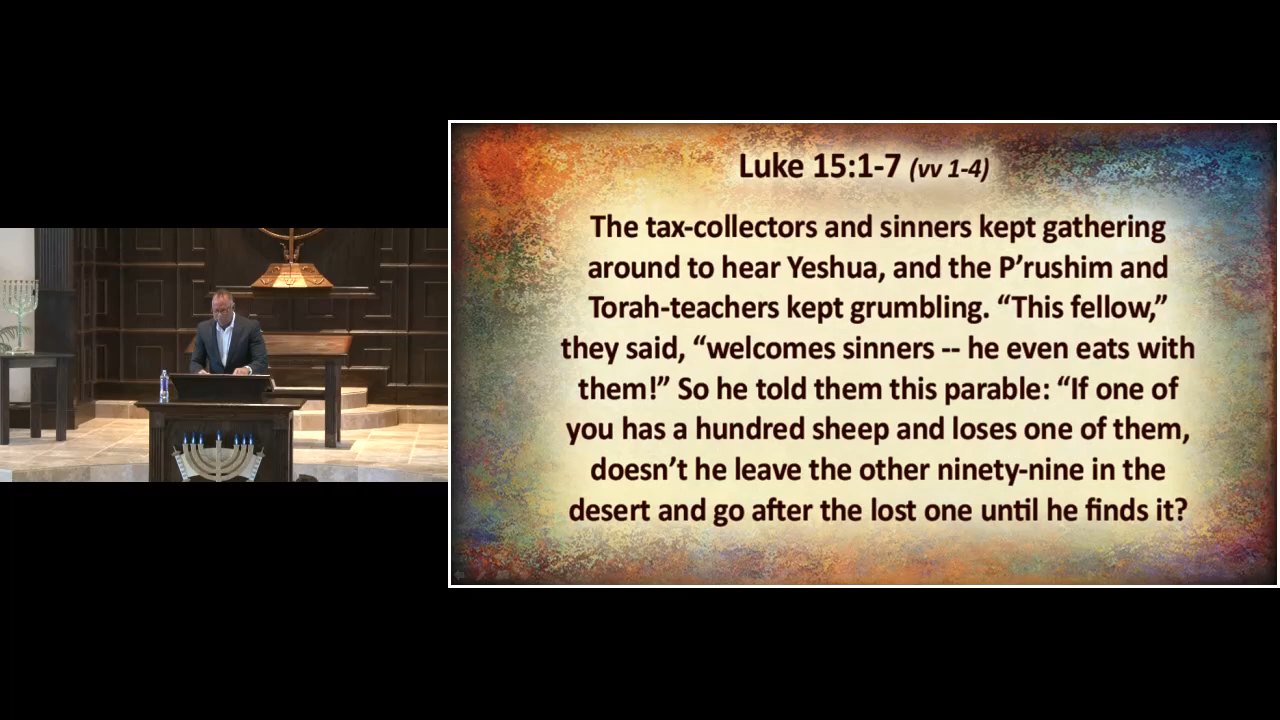 Luke 15:1-7 (vv 1-4)
The tax-collectors and sinners kept gathering
around to hear Yeshua, and the P’rushim and
Torah-teachers kept grumbling. “This fellow,”
they said, “welcomes sinners -- he even eats with
them!” So he told them this parable: “If one of
you has a hundred sheep and loses one of them,
doesn’t he leave the other ninety-nine in the
desert and go after the lost one until he finds it?